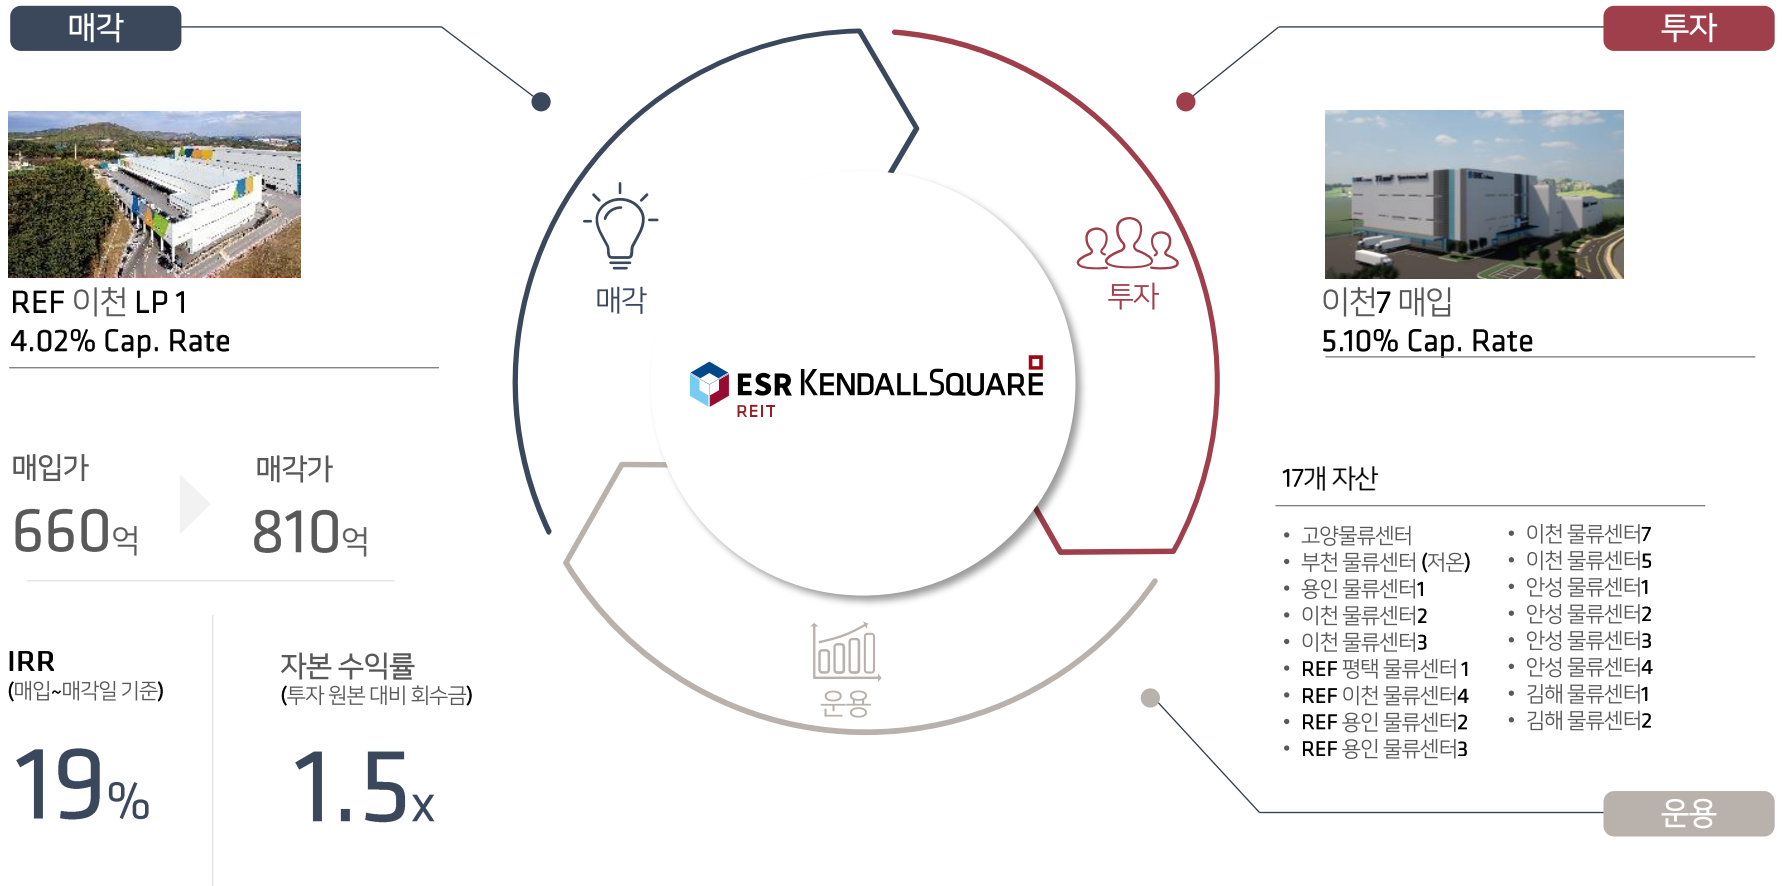 매각
투자
REF 이천 LP 1
4.02% Cap. Rate
이천7 매입
5.10% Cap. Rate
매각
투자
ESR KENDALLSQUARE
REIT
매입가
매각가
660억
810억
IRR
(매입~매각일 기준)
자본 수익률
(투자 원본 대비 회수금)
19%
1.5x
17개 자산
• 고양물류센터
• 부천 물류센터 (저온)
• 용인 물류센터1
• 이천 물류센터2
• 이천 물류센터3
• REF 평택 물류센터 1
• REF 이천 물류센터4
• REF 용인 물류센터2
• REF 용인 물류센터3
• 이천 물류센터7
• 이천 물류센터5
• 안성 물류센터1
• 안성 물류센터2
• 안성 물류센터3
• 안성 물류센터4
• 김해 물류센터1
• 김해 물류센터2
운용
운용